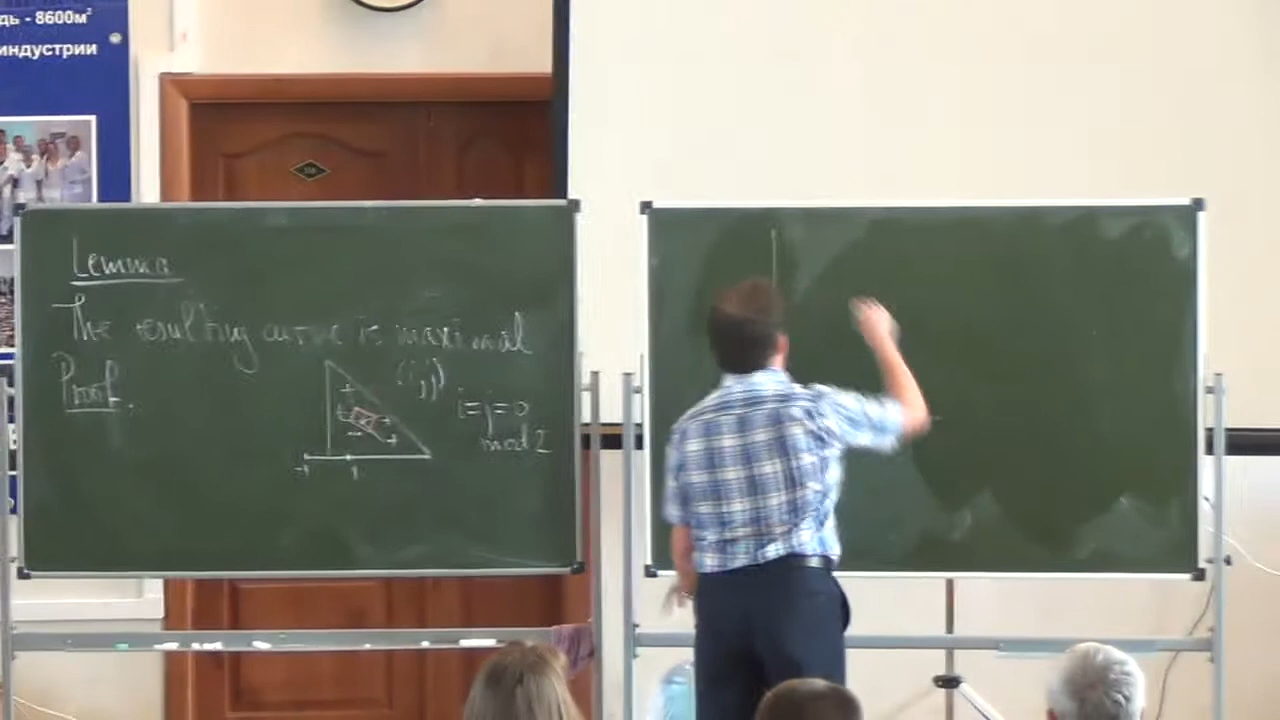 дь - 8600м²
индустрии
Lemma
The resulting curve is maximal
Proof.
(i,j)
i=j=0
mod 2